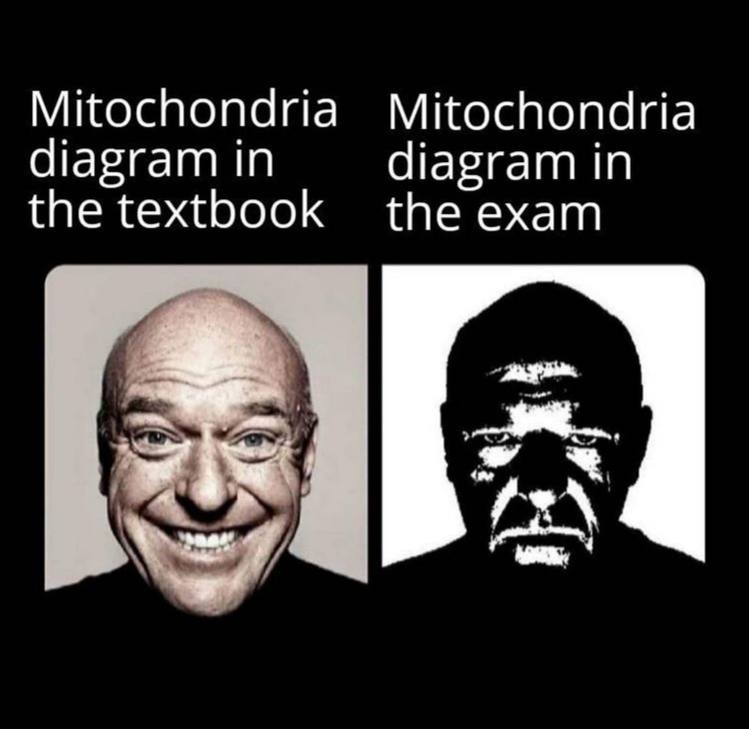 Mitochondria
diagram in
the textbook
Mitochondria
diagram in
the exam